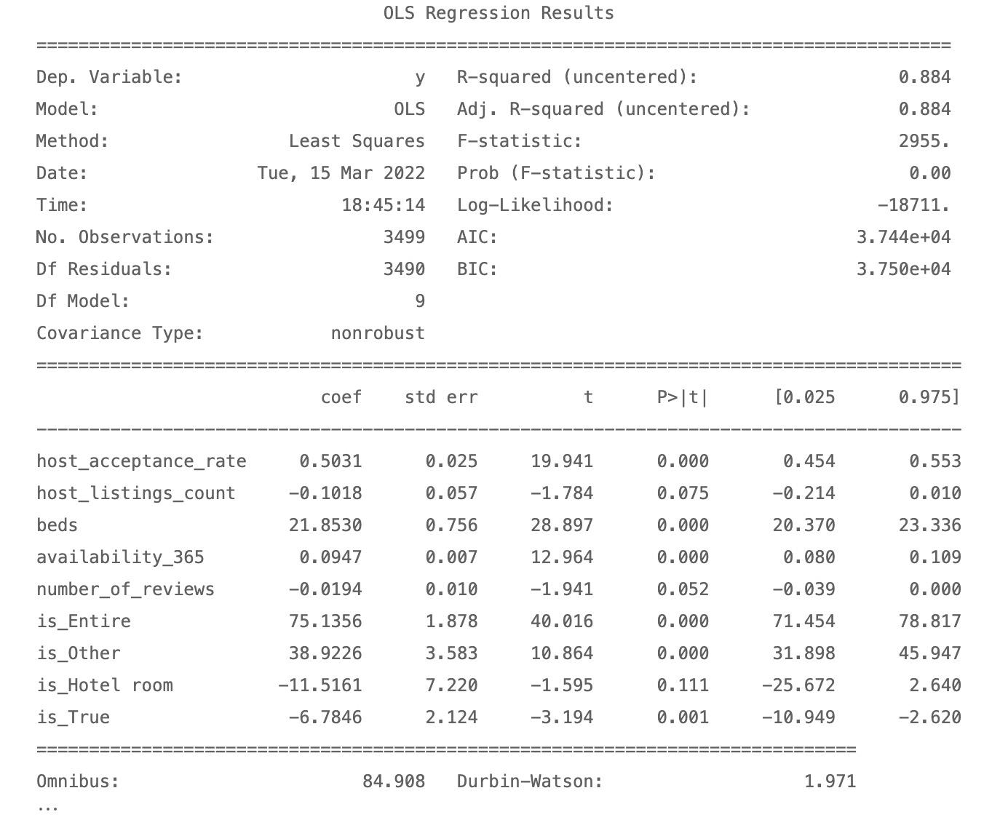 OLS Regression Results
==============================================================================
Dep. Variable: y R-squared (uncentered): 0.884
Model: OLS Adj. R-squared (uncentered): 0.884
Method: Least Squares F-statistic: 2955.
Date: Tue, 15 Mar 2022 Prob (F-statistic): 0.00
Time: 18:45:14 Log-Likelihood: -18711.
No. Observations: 3499 AIC: 3.744e+04
Df Residuals: 3490 BIC: 3.750e+04
Df Model: 9
Covariance Type: nonrobust
==============================================================================
coef std err t P>|t| [0.025 0.975]
------------------------------------------------------------------------------
host_acceptance_rate 0.5031 0.025 19.941 0.000 0.454 0.553
host_listings_count -0.1018 0.057 -1.784 0.075 -0.214 0.010
beds 21.8530 0.756 28.897 0.000 20.370 23.336
availability_365 0.0947 0.007 12.964 0.000 0.080 0.109
number_of_reviews -0.0194 0.010 -1.941 0.052 -0.039 0.000
is_Entire 75.1356 1.878 40.016 0.000 71.454 78.817
is_Other 38.9226 3.583 10.864 0.000 31.898 45.947
is_Hotel room -11.5161 7.220 -1.595 0.111 -25.672 2.640
is_True -6.7846 2.124 -3.194 0.001 -10.949 -2.620
==============================================================================
Omnibus: 84.908 Durbin-Watson: 1.971
...